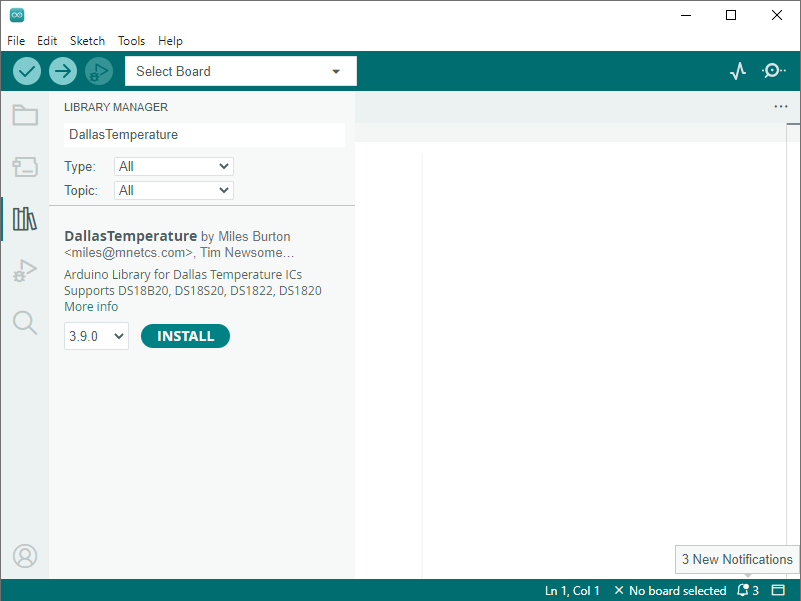 File Edit Sketch Tools Help
Select Board
LIBRARY MANAGER
DallasTemperature
Type: All
Topic: All
DallasTemperature by Miles Burton
<miles@mnetcs.com>, Tim Newsome…
Arduino Library for Dallas Temperature ICs
Supports DS18B20, DS18S20, DS1822, DS1820
More info
3.9.0 INSTALL
3 New Notifications
Ln 1, Col 1 No board selected 3